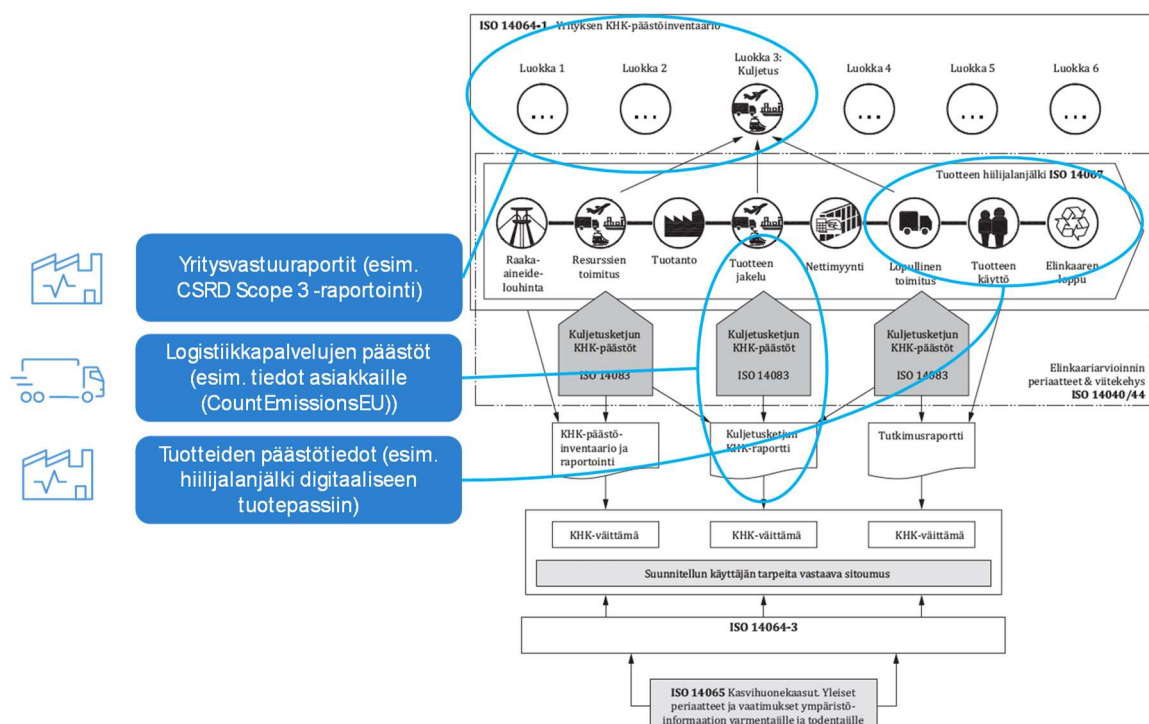 ISO 14064-1 Yrityksen KHK-päästöinventaario
Luokka 1
Luokka 2
Luokka 3:
Kuljetus
Luokka 4
Luokka 5
Luokka 6
...
...
...
...
...
Tuotteen hiilijalanjälki ISO 14067
Raaka-
aineide-
louhinta
Resurssien
toimitus
Tuotanto
Tuotteen
jakelu
Nettimyynti
Lopullinen
toimitus
Tuotteen
käyttö
Elinkaaren
loppu
Yritysvastuuraportit (esim.
CSRD Scope 3 -raportointi)
Logistiikkapalvelujen päästöt
(esim. tiedot asiakkaille
(CountEmissionsEU))
Tuotteiden päästötiedot (esim.
hiilijalanjälki digitaaliseen
tuotepassiin)
Kuljetusketjun
KHK-päästöt
ISO 14083
Kuljetusketjun
KHK-päästöt
ISO 14083
Kuljetusketjun
KHK-päästöt
ISO 14083
Elinkaariarvioinnin
periaatteet & viitekehys
ISO 14040/44
KHK-päästö-
inventaario ja
raportointi
Kuljetusketjun
KHK-raportti
Tutkimusraportti
KHK-väittämä
KHK-väittämä
KHK-väittämä
Suunnitellun käyttäjän tarpeita vastaava sitoumus
ISO 14064-3
ISO 14065 Kasvihuonekaasut. Yleiset
periaatteet ja vaatimukset ympäristö-
informaation varmentajille ja todentajille